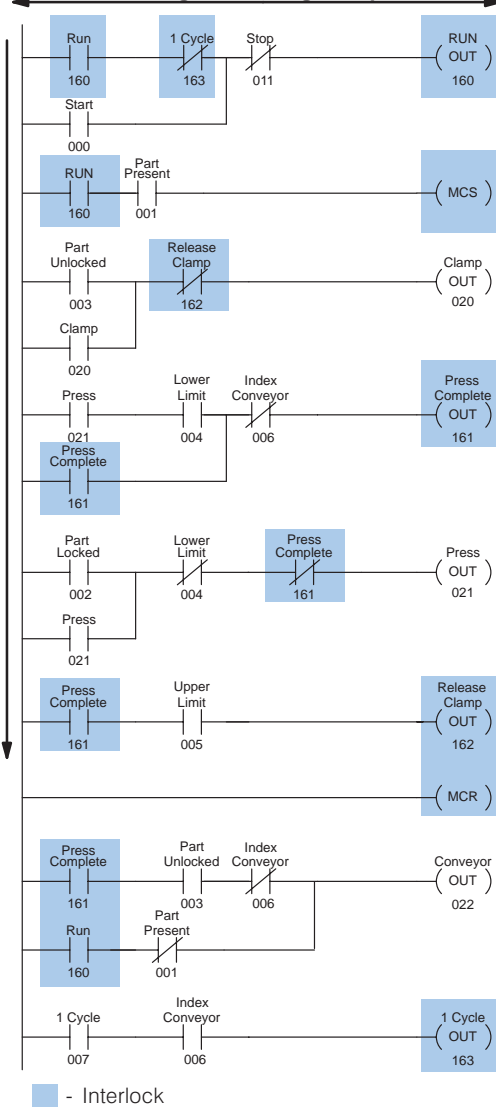 Run 1 Cycle Stop RUN
OUT
160 163 011 160
Start
000
RUN Part Present
MCS
160 001
Part Unlocked Release Clamp Clamp
OUT
003 162 020
Clamp
020
Press Lower Limit Index Conveyor Press Complete
OUT
021 004 006 161
Press Complete
161
Part Locked Lower Limit Press Complete Press
OUT
002 004 161 021
Press
021
Press Complete Upper Limit Release Clamp
OUT
161 005 162
MCR
Press Complete Part Unlocked Index Conveyor Conveyor
OUT
161 003 006 022
Run Part Present
160 001
1 Cycle Index Conveyor 1 Cycle
OUT
007 006 163
- Interlock